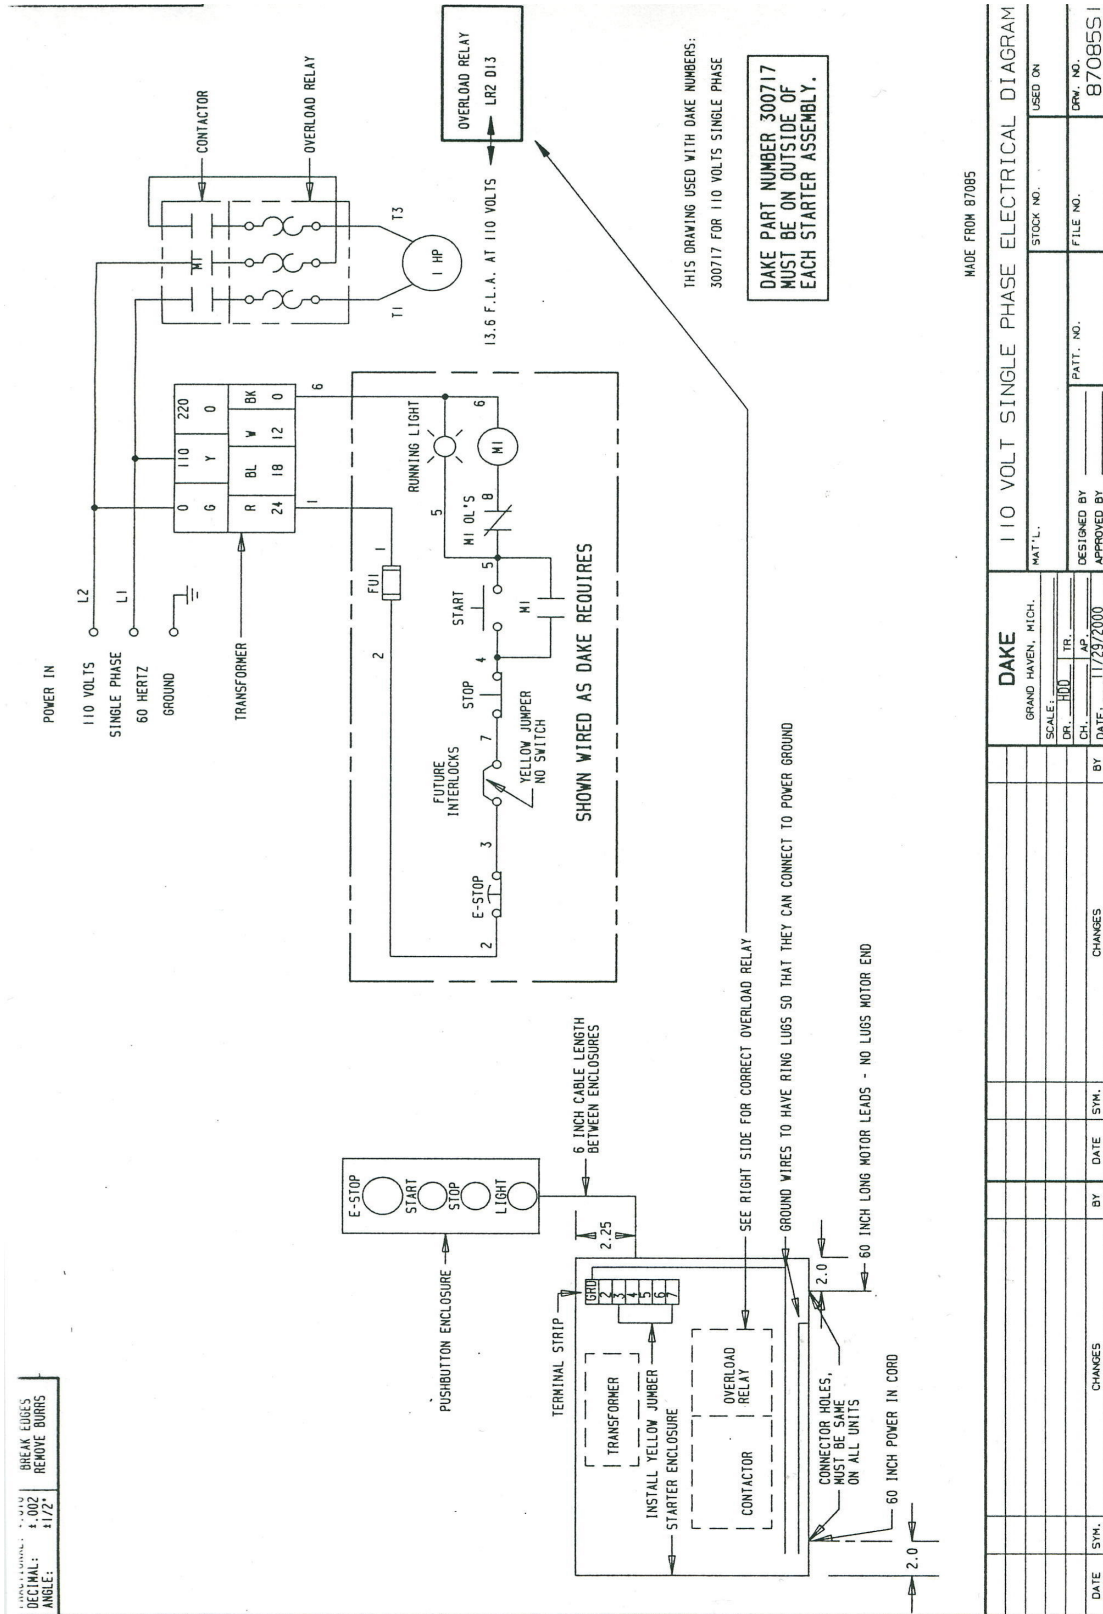 DECIMAL: ±.002
ANGLE: ±1/2°
BREAK EDGES
REMOVE BURRS
POWER IN
110 VOLTS
SINGLE PHASE
60 HERTZ
GROUND
L2
L1
TRANSFORMER
0
110
220
G
Y
O
R
BL
W
BK
24
18
12
0
1
6
CONTACTOR
OVERLOAD RELAY
M1
T1
T3
1 HP
OVERLOAD RELAY
LR2 D13
13.6 F.L.A. AT 110 VOLTS
THIS DRAWING USED WITH DAKE NUMBERS:
300717 FOR 110 VOLTS SINGLE PHASE
DAKE PART NUMBER 300717
MUST BE ON OUTSIDE OF
EACH STARTER ASSEMBLY.
FU1
1
2
RUNNING LIGHT
5
6
M1 OL'S
8
M1
START
5
M1
4
STOP
7
FUTURE
INTERLOCKS
YELLOW JUMPER
NO SWITCH
3
E-STOP
2
SHOWN WIRED AS DAKE REQUIRES
PUSHBUTTON ENCLOSURE
E-STOP
START
STOP
LIGHT
6 INCH CABLE LENGTH
BETWEEN ENCLOSURES
2.25
TERMINAL STRIP
GRD
2
3
4
5
6
7
TRANSFORMER
INSTALL YELLOW JUMBER
STARTER ENCLOSURE
CONTACTOR
OVERLOAD
RELAY
SEE RIGHT SIDE FOR CORRECT OVERLOAD RELAY
GROUND WIRES TO HAVE RING LUGS SO THAT THEY CAN CONNECT TO POWER GROUND
2.0
60 INCH LONG MOTOR LEADS - NO LUGS MOTOR END
CONNECTOR HOLES,
MUST BE SAME
ON ALL UNITS
60 INCH POWER IN CORD
2.0
MADE FROM 87085
DATE SYM. CHANGES BY DATE SYM. CHANGES BY
DAKE
GRAND HAVEN, MICH.
SCALE:
DR. HDD TR.
CH. AP.
DATE. 11/29/2000
110 VOLT SINGLE PHASE ELECTRICAL DIAGRAM
MAT'L.
STOCK NO.
USED ON
DESIGNED BY
APPROVED BY
PATT. NO.
FILE NO.
DRW. NO.
87085S1